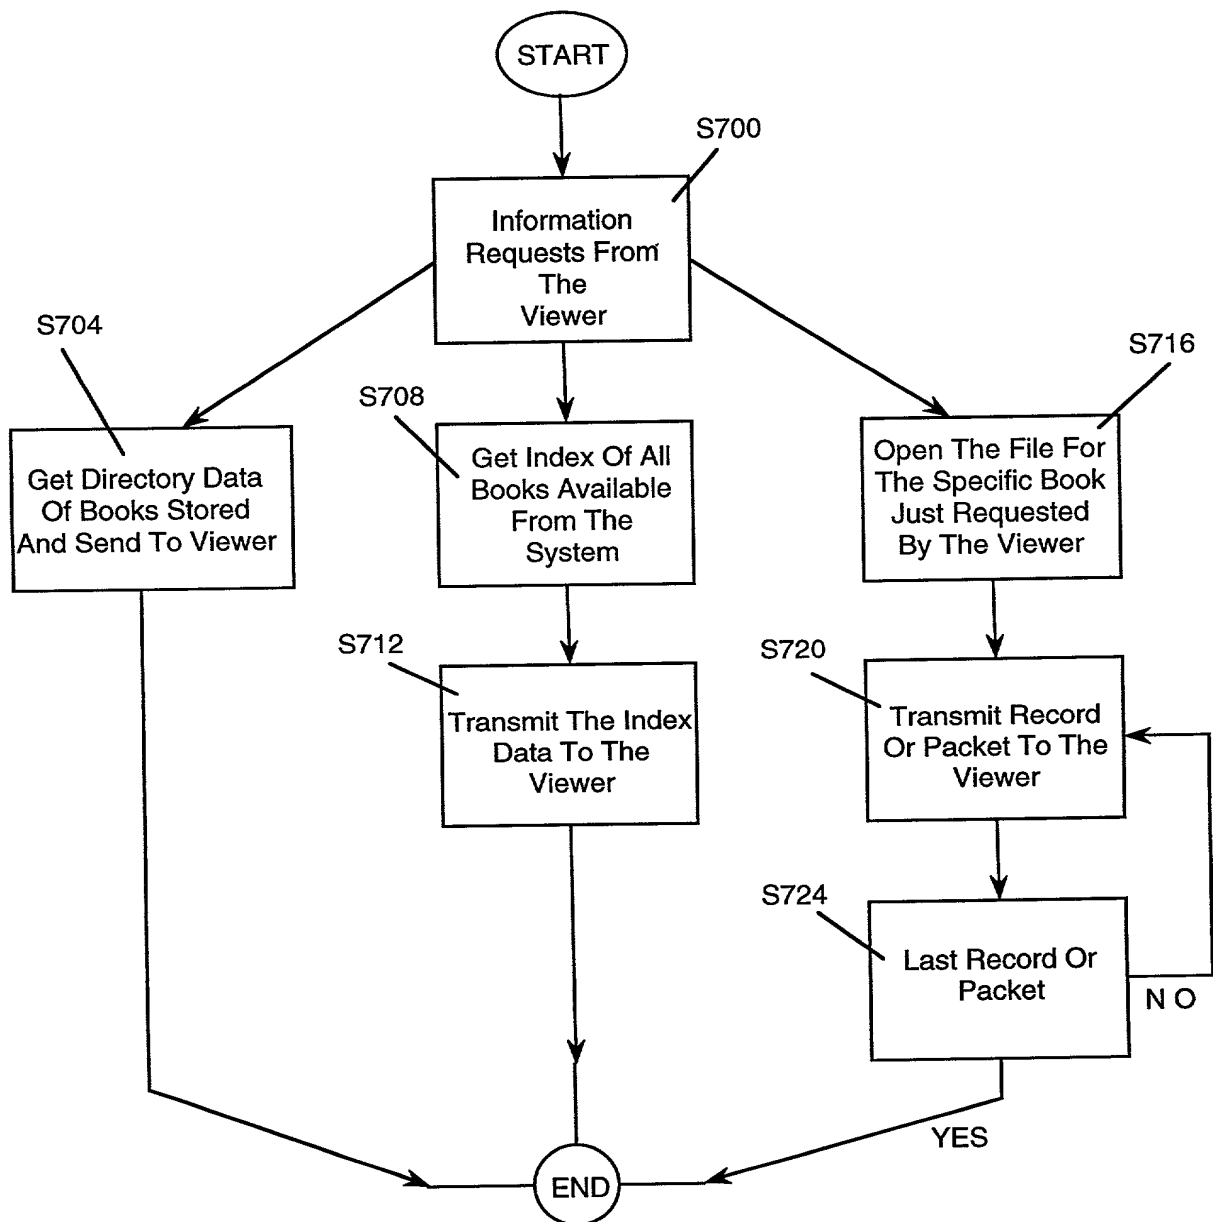 START
S700
Information
Requests From
The
Viewer
S704
Get Directory Data
Of Books Stored
And Send To Viewer
S708
Get Index Of All
Books Available
From The
System
S716
Open The File For
The Specific Book
Just Requested
By The Viewer
S712
Transmit The Index
Data To The
Viewer
S720
Transmit Record
Or Packet To The
Viewer
S724
Last Record Or
Packet
N O
YES
END